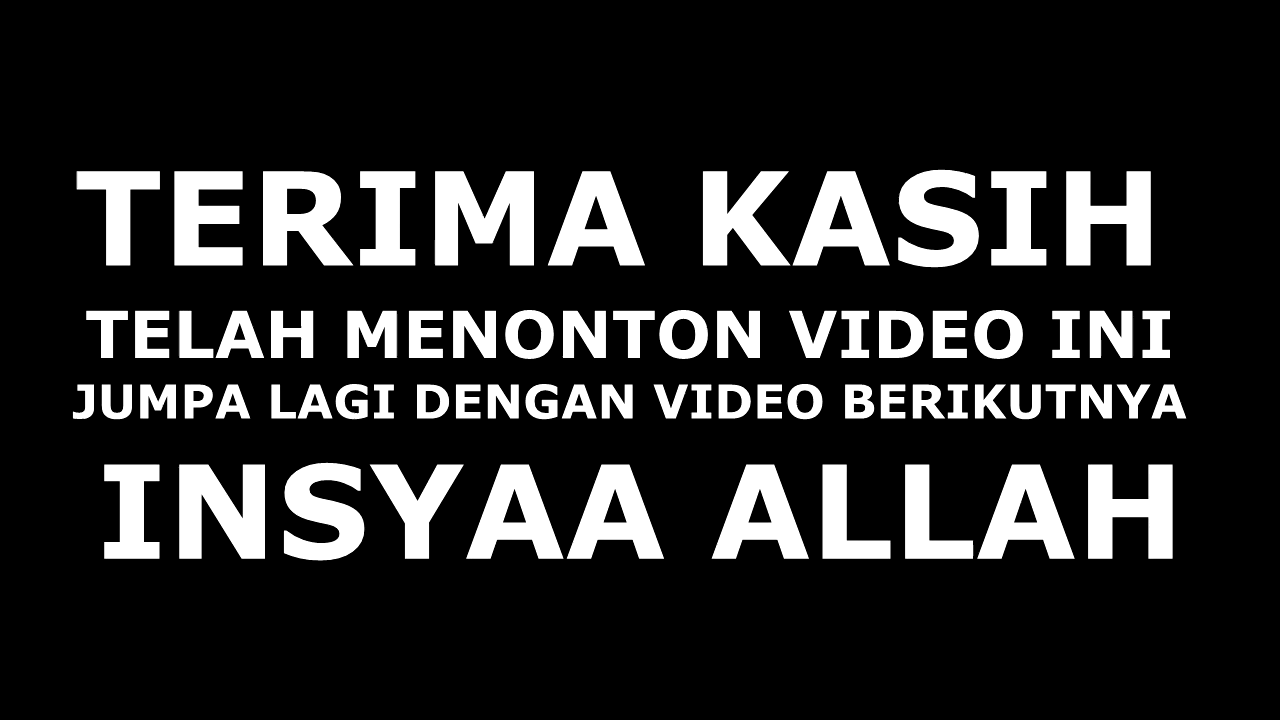 TERIMA KASIH
TELAH MENONTON VIDEO INI
JUMPA LAGI DENGAN VIDEO BERIKUTNYA
INSYAA ALLAH